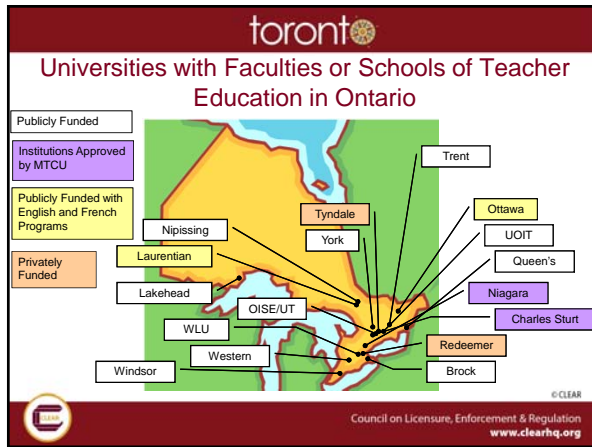 toronto
Universities with Faculties or Schools of Teacher
Education in Ontario
Publicly Funded
Institutions Approved
by MTCU
Publicly Funded with
English and French
Programs
Privately
Funded
Trent
Tyndale
Ottawa
Nipissing
York
UOIT
Laurentian
Queen's
Lakehead
Niagara
OISE/UT
Charles Sturt
WLU
Redeemer
Western
Brock
Windsor
© CLEAR
CLEAR
Council on Licensure, Enforcement & Regulation
www.clearhq.org